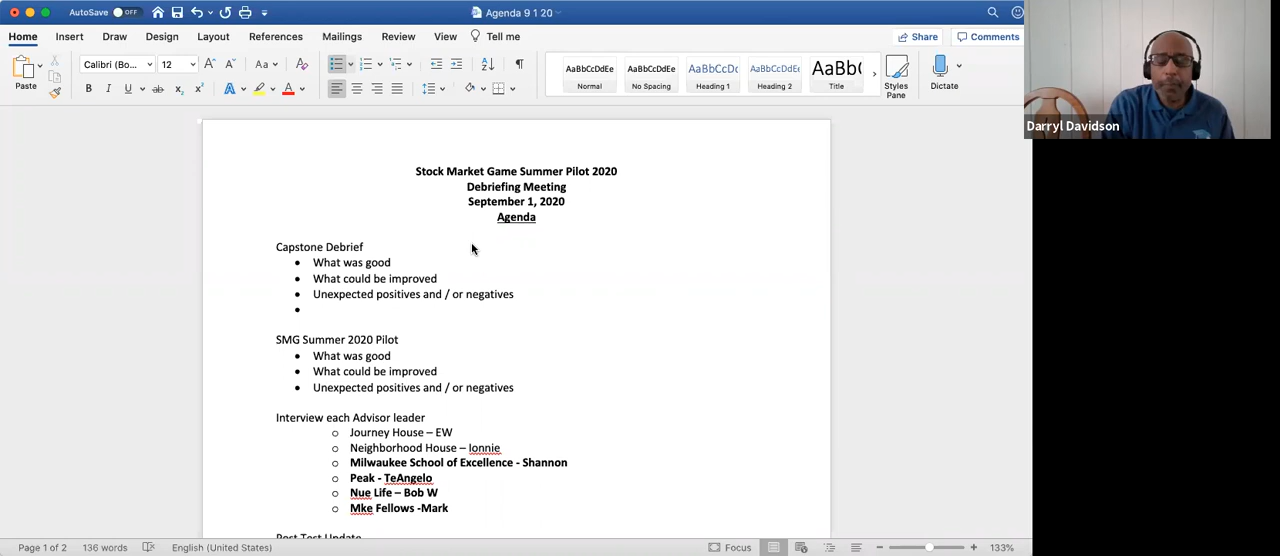 AutoSave OFF
Agenda 9 1 20
Home Insert Draw Design Layout References Mailings Review View Tell me
Share Comments
Paste
Calibri (Bo... 12
AaBbCcDdEe AaBbCcDdEe AaBbCcDc AaBbCcDdEe AaBb(
Normal No Spacing Heading 1 Heading 2 Title
Styles Pane
Dictate
Darryl Davidson
Stock Market Game Summer Pilot 2020
Debriefing Meeting
September 1, 2020
Agenda
Capstone Debrief
• What was good
• What could be improved
• Unexpected positives and / or negatives
•
SMG Summer 2020 Pilot
• What was good
• What could be improved
• Unexpected positives and / or negatives
Interview each Advisor leader
o Journey House – EW
o Neighborhood House – Ionnie
o Milwaukee School of Excellence - Shannon
o Peak - TeAngelo
o Nue Life – Bob W
o Mke Fellows -Mark
Post Test Update
Page 1 of 2 136 words English (United States) Focus 133%